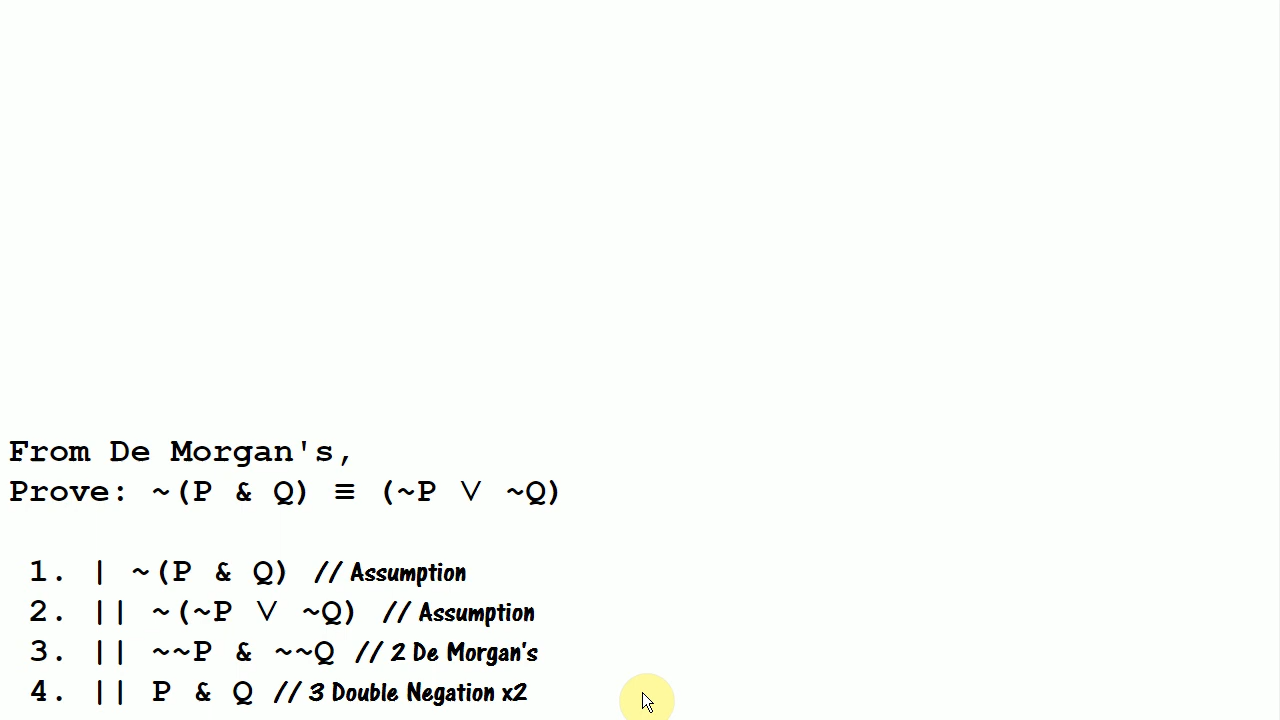 From De Morgan's,
Prove: ~(P & Q) ≡ (~P ∨ ~Q)
1. | ~(P & Q) // Assumption
2. || ~(~P ∨ ~Q) // Assumption
3. || ~~P & ~~Q // 2 De Morgan's
4. || P & Q // 3 Double Negation x2